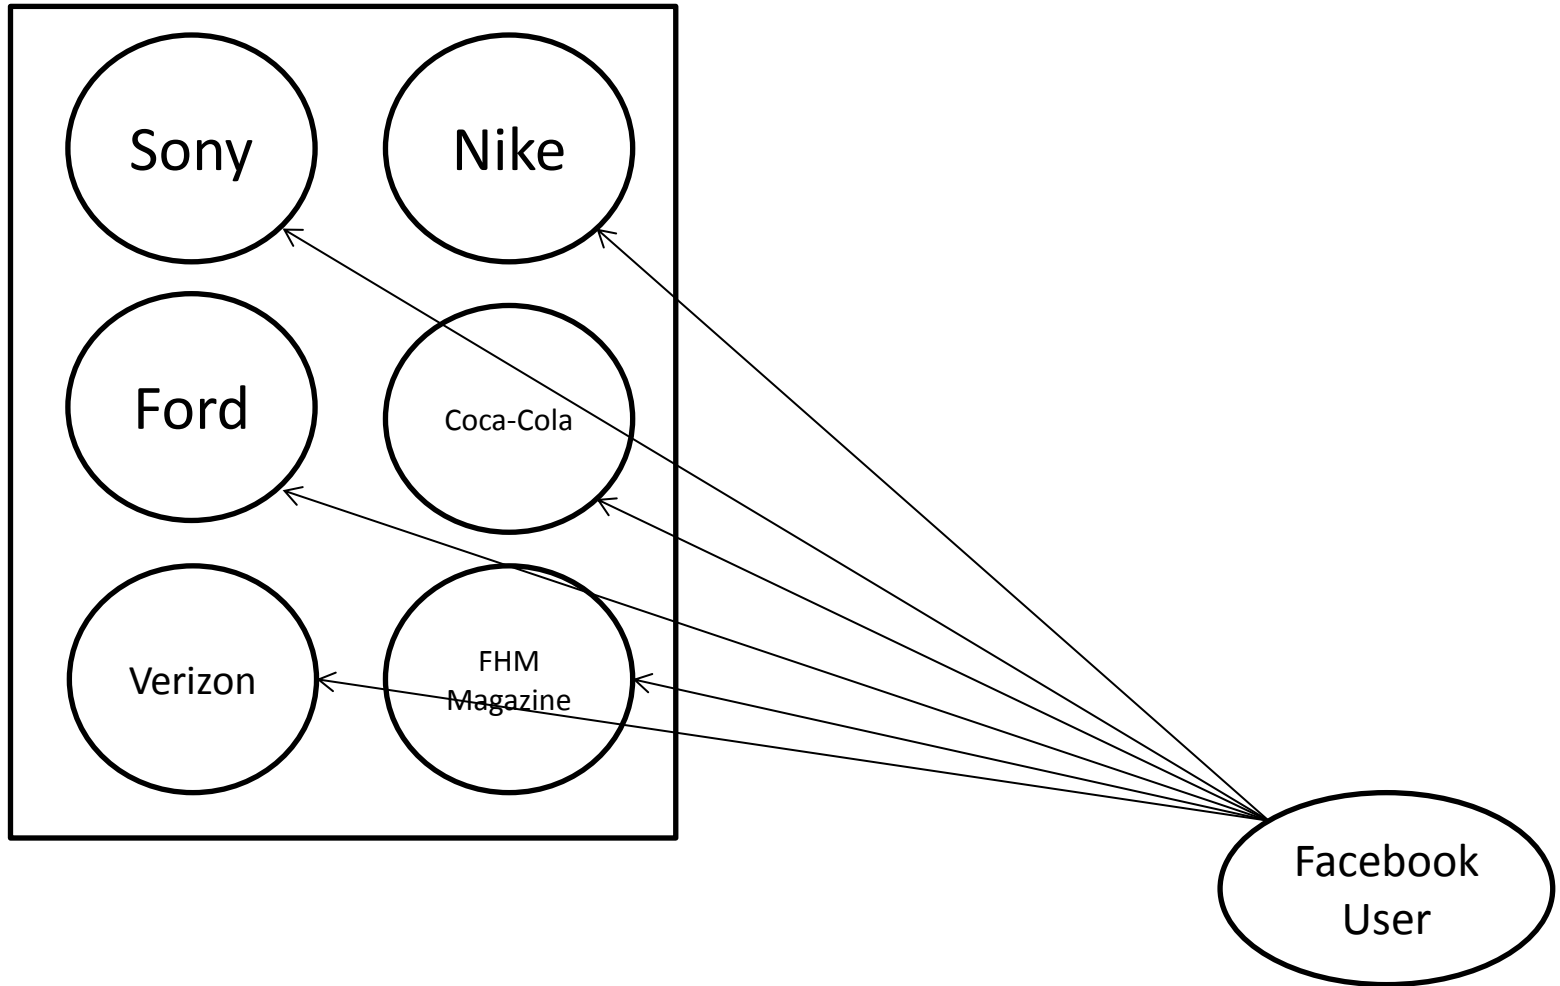 Sony
Nike
Ford
Coca-Cola
Verizon
FHM
Magazine
Facebook
User